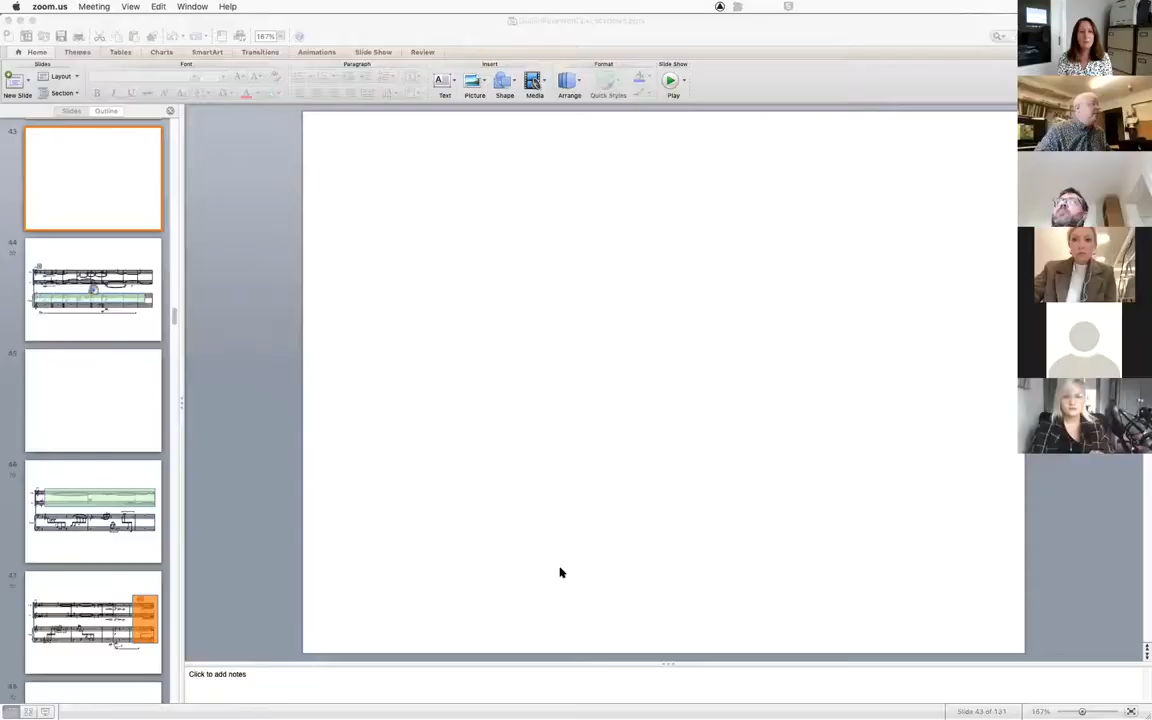 zoom.us Meeting View Edit Window Help
167%
Home Themes Tables Charts SmartArt Transitions Animations Slide Show Review
Slides Font Paragraph Insert Format Slide Show
New Slide Layout Section
B I U
Text Picture Shape Media Arrange Quick Styles Play
Slides Outline
43
44
45
46
47
Click to add notes
Slide 43 of 131 167%